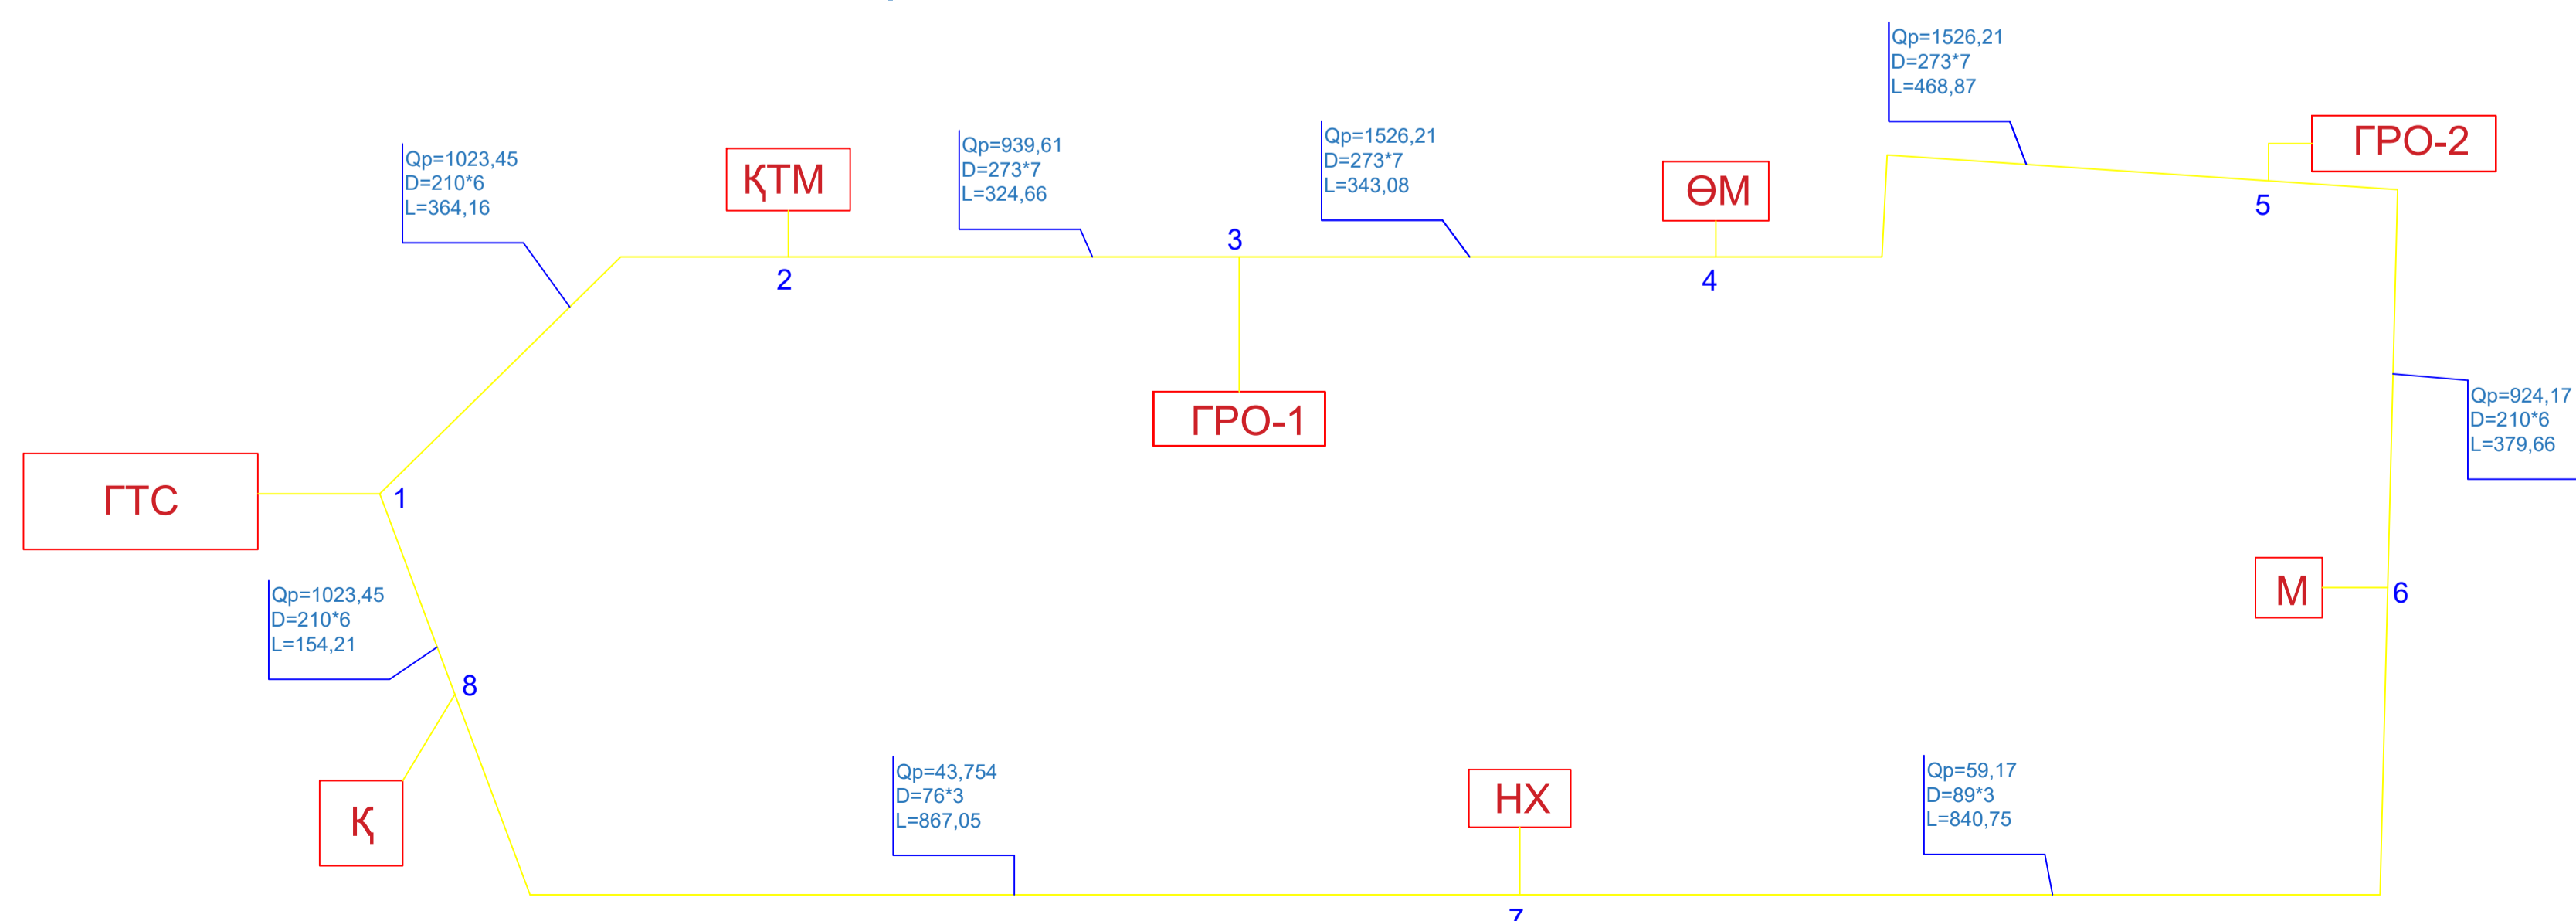 Qp=1526,21
D=273*7
L=468,87
ГРО-2
Qp=1023,45
D=210*6
L=364,16
ҚТМ
Qp=939,61
D=273*7
L=324,66
Qp=1526,21
D=273*7
L=343,08
ӨМ
5
3
2
4
ГРО-1
Qp=924,17
D=210*6
L=379,66
ГТС
1
Qp=1023,45
D=210*6
L=154,21
М
6
8
Қ
Qp=43,754
D=76*3
L=867,05
НХ
Qp=59,17
D=89*3
L=840,75
7